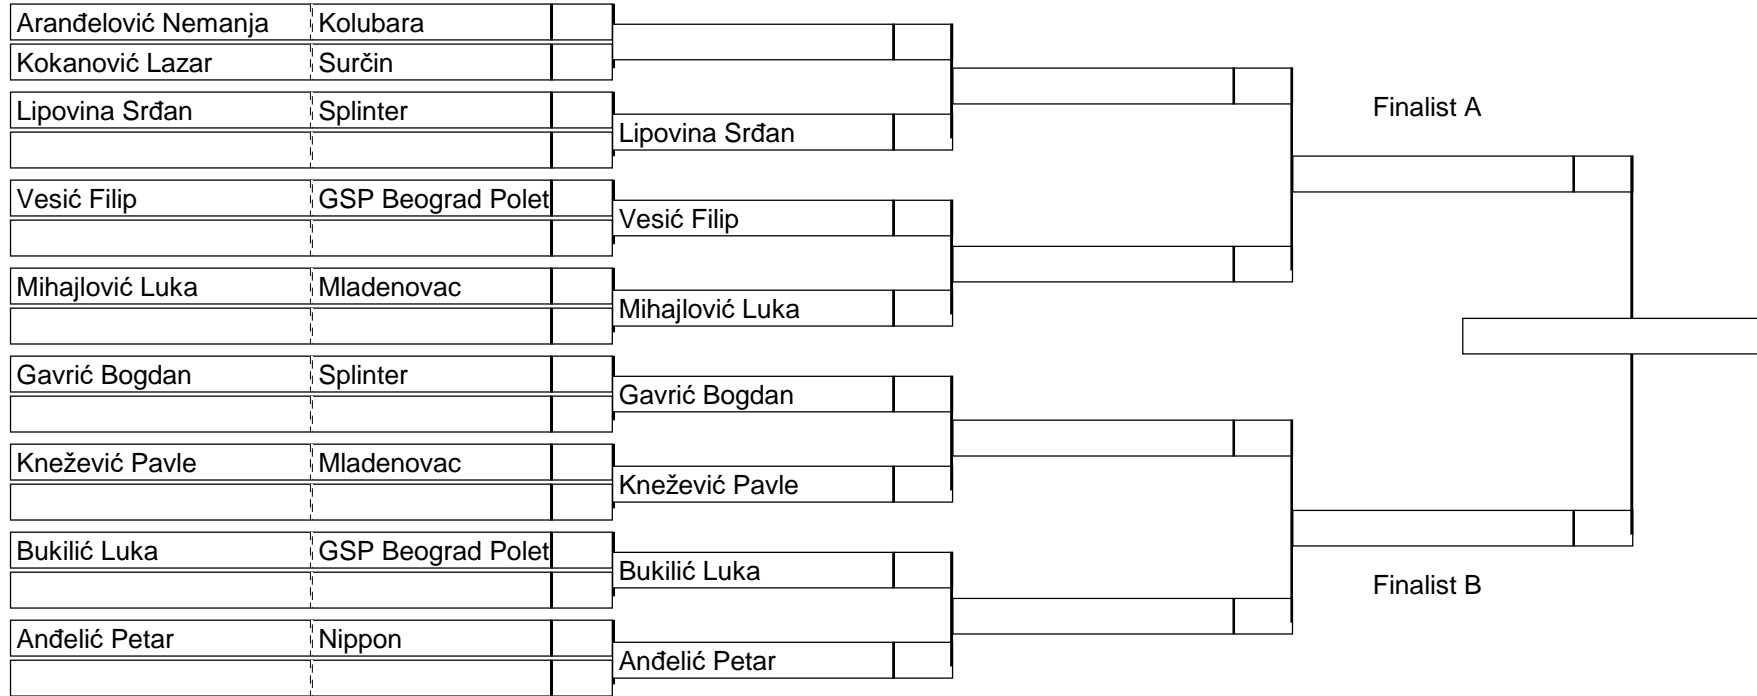 Aranđelović Nemanja Kolubara
Kokanović Lazar Surčin
Lipovina Srđan Splinter
Vesić Filip GSP Beograd Polet
Mihajlović Luka Mladenovac
Gavrić Bogdan Splinter
Knežević Pavle Mladenovac
Bukilić Luka GSP Beograd Polet
Anđelić Petar Nippon
Lipovina Srđan
Vesić Filip
Mihajlović Luka
Gavrić Bogdan
Knežević Pavle
Bukilić Luka
Anđelić Petar
Finalist A
Finalist B